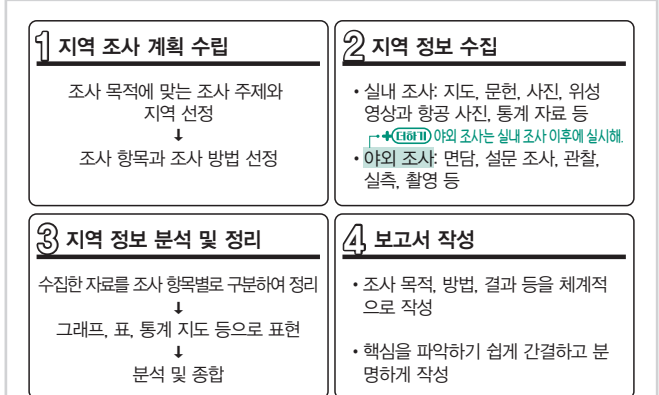 1 지역 조사 계획 수립
조사 목적에 맞는 조사 주제와
지역 선정
↓
조사 항목과 조사 방법 선정
2 지역 정보 수집
• 실내 조사: 지도, 문헌, 사진, 위성
영상과 항공 사진, 통계 자료 등
+더하기 야외 조사는 실내 조사 이후에 실시해.
• 야외 조사: 면담, 설문 조사, 관찰,
실측, 촬영 등
3 지역 정보 분석 및 정리
수집한 자료를 조사 항목별로 구분하여 정리
↓
그래프, 표, 통계 지도 등으로 표현
↓
분석 및 종합
4 보고서 작성
• 조사 목적, 방법, 결과 등을 체계적
으로 작성
• 핵심을 파악하기 쉽게 간결하고 분
명하게 작성